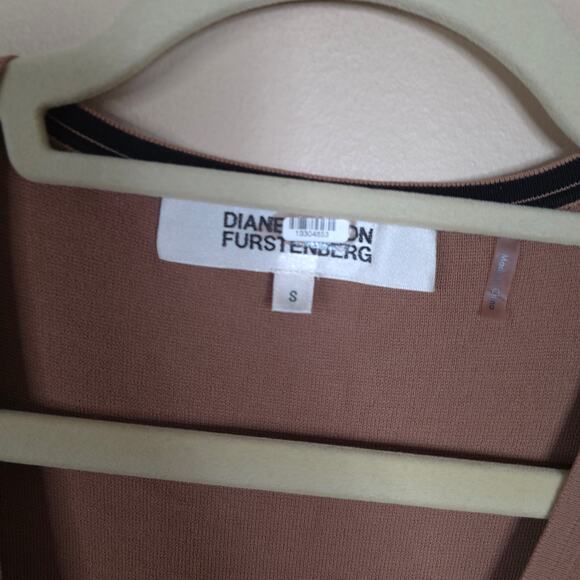 DIANE ON
FURSTENBERG
13304853
S